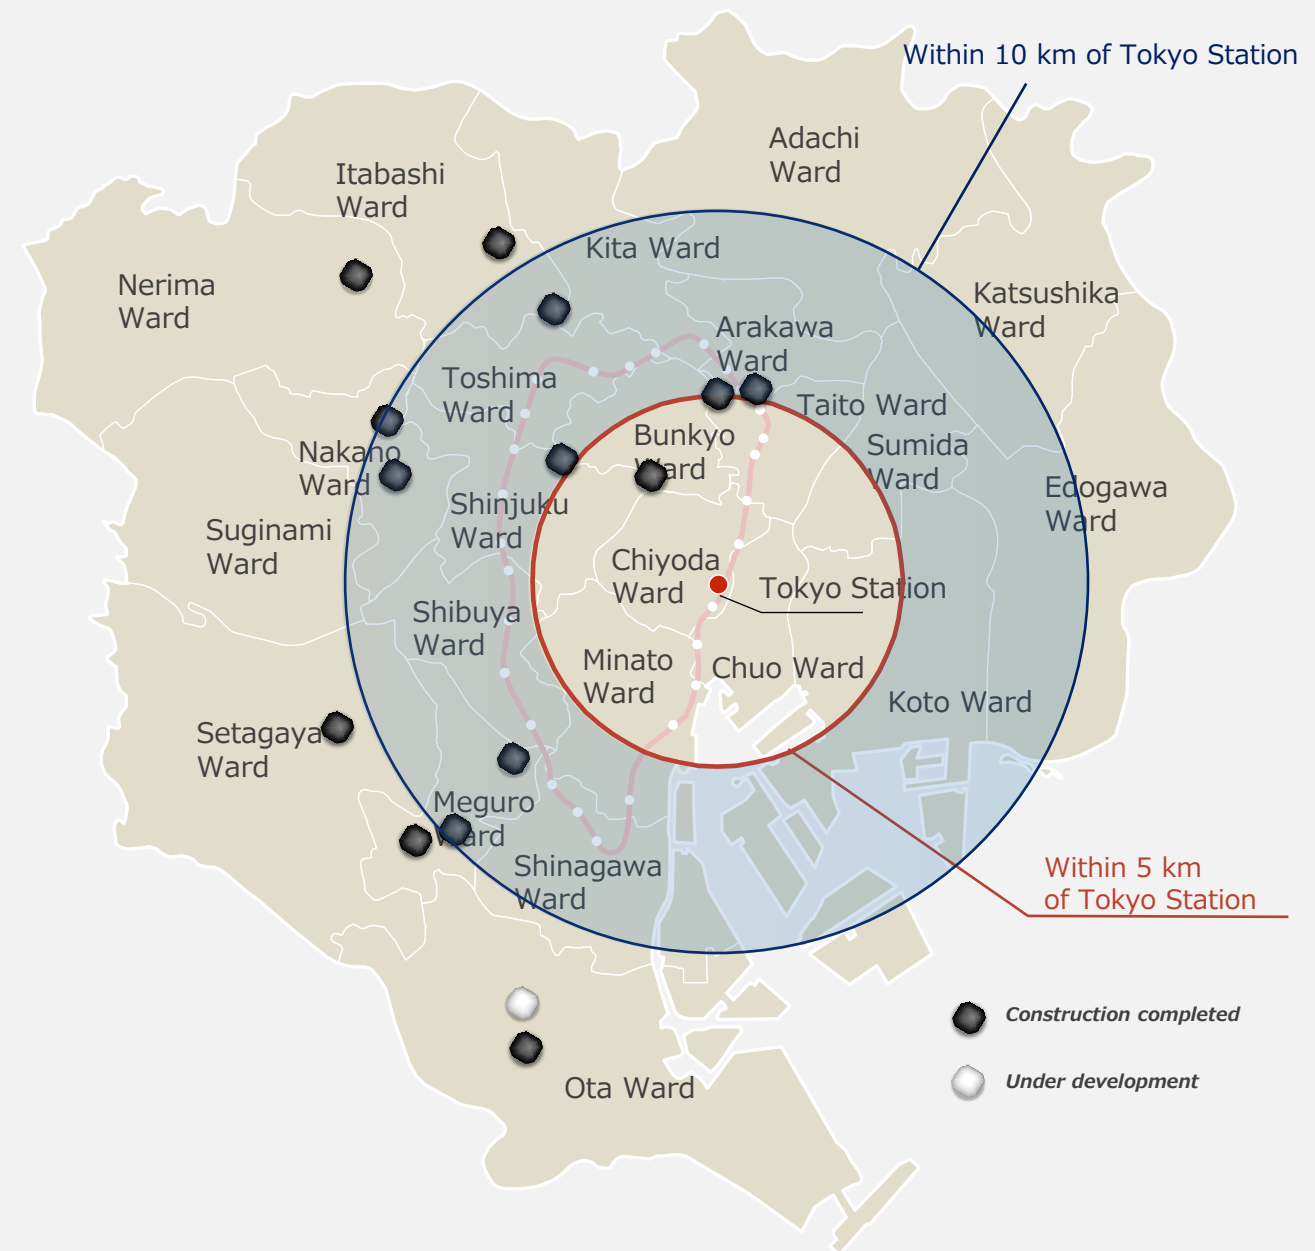 Within 10 km of Tokyo Station
Adachi
Ward
Itabashi
Ward
Kita Ward
Nerima
Ward
Katsushika
Ward
Arakawa
Ward
Toshima
Ward
Taito Ward
Bunkyo
Ward
Sumida
Ward
Nakano
Ward
Edogawa
Ward
Shinjuku
Ward
Suginami
Ward
Chiyoda
Ward
Tokyo Station
Shibuya
Ward
Minato
Ward
Chuo Ward
Koto Ward
Setagaya
Ward
Meguro
Ward
Shinagawa
Ward
Within 5 km
of Tokyo Station
Construction completed
Under development
Ota Ward